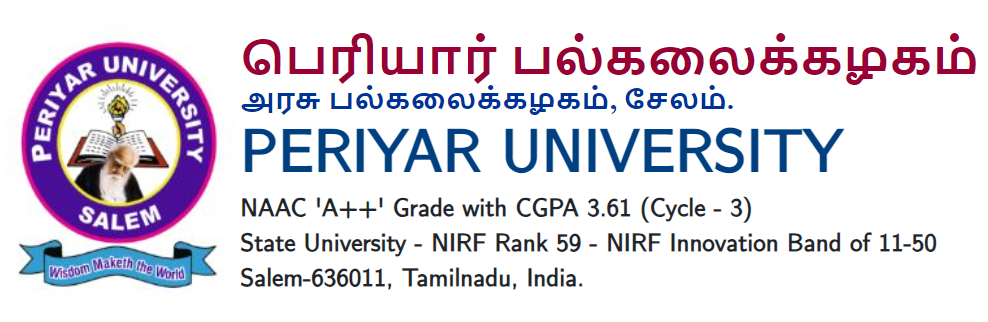 PERIYAR UNIVERSITY
SALEM
Wisdom Maketh the World
பெரியார் பல்கலைக்கழகம்
அரசு பல்கலைக்கழகம், சேலம்.
PERIYAR UNIVERSITY
NAAC 'A++' Grade with CGPA 3.61 (Cycle - 3)
State University - NIRF Rank 59 - NIRF Innovation Band of 11-50
Salem-636011, Tamilnadu, India.